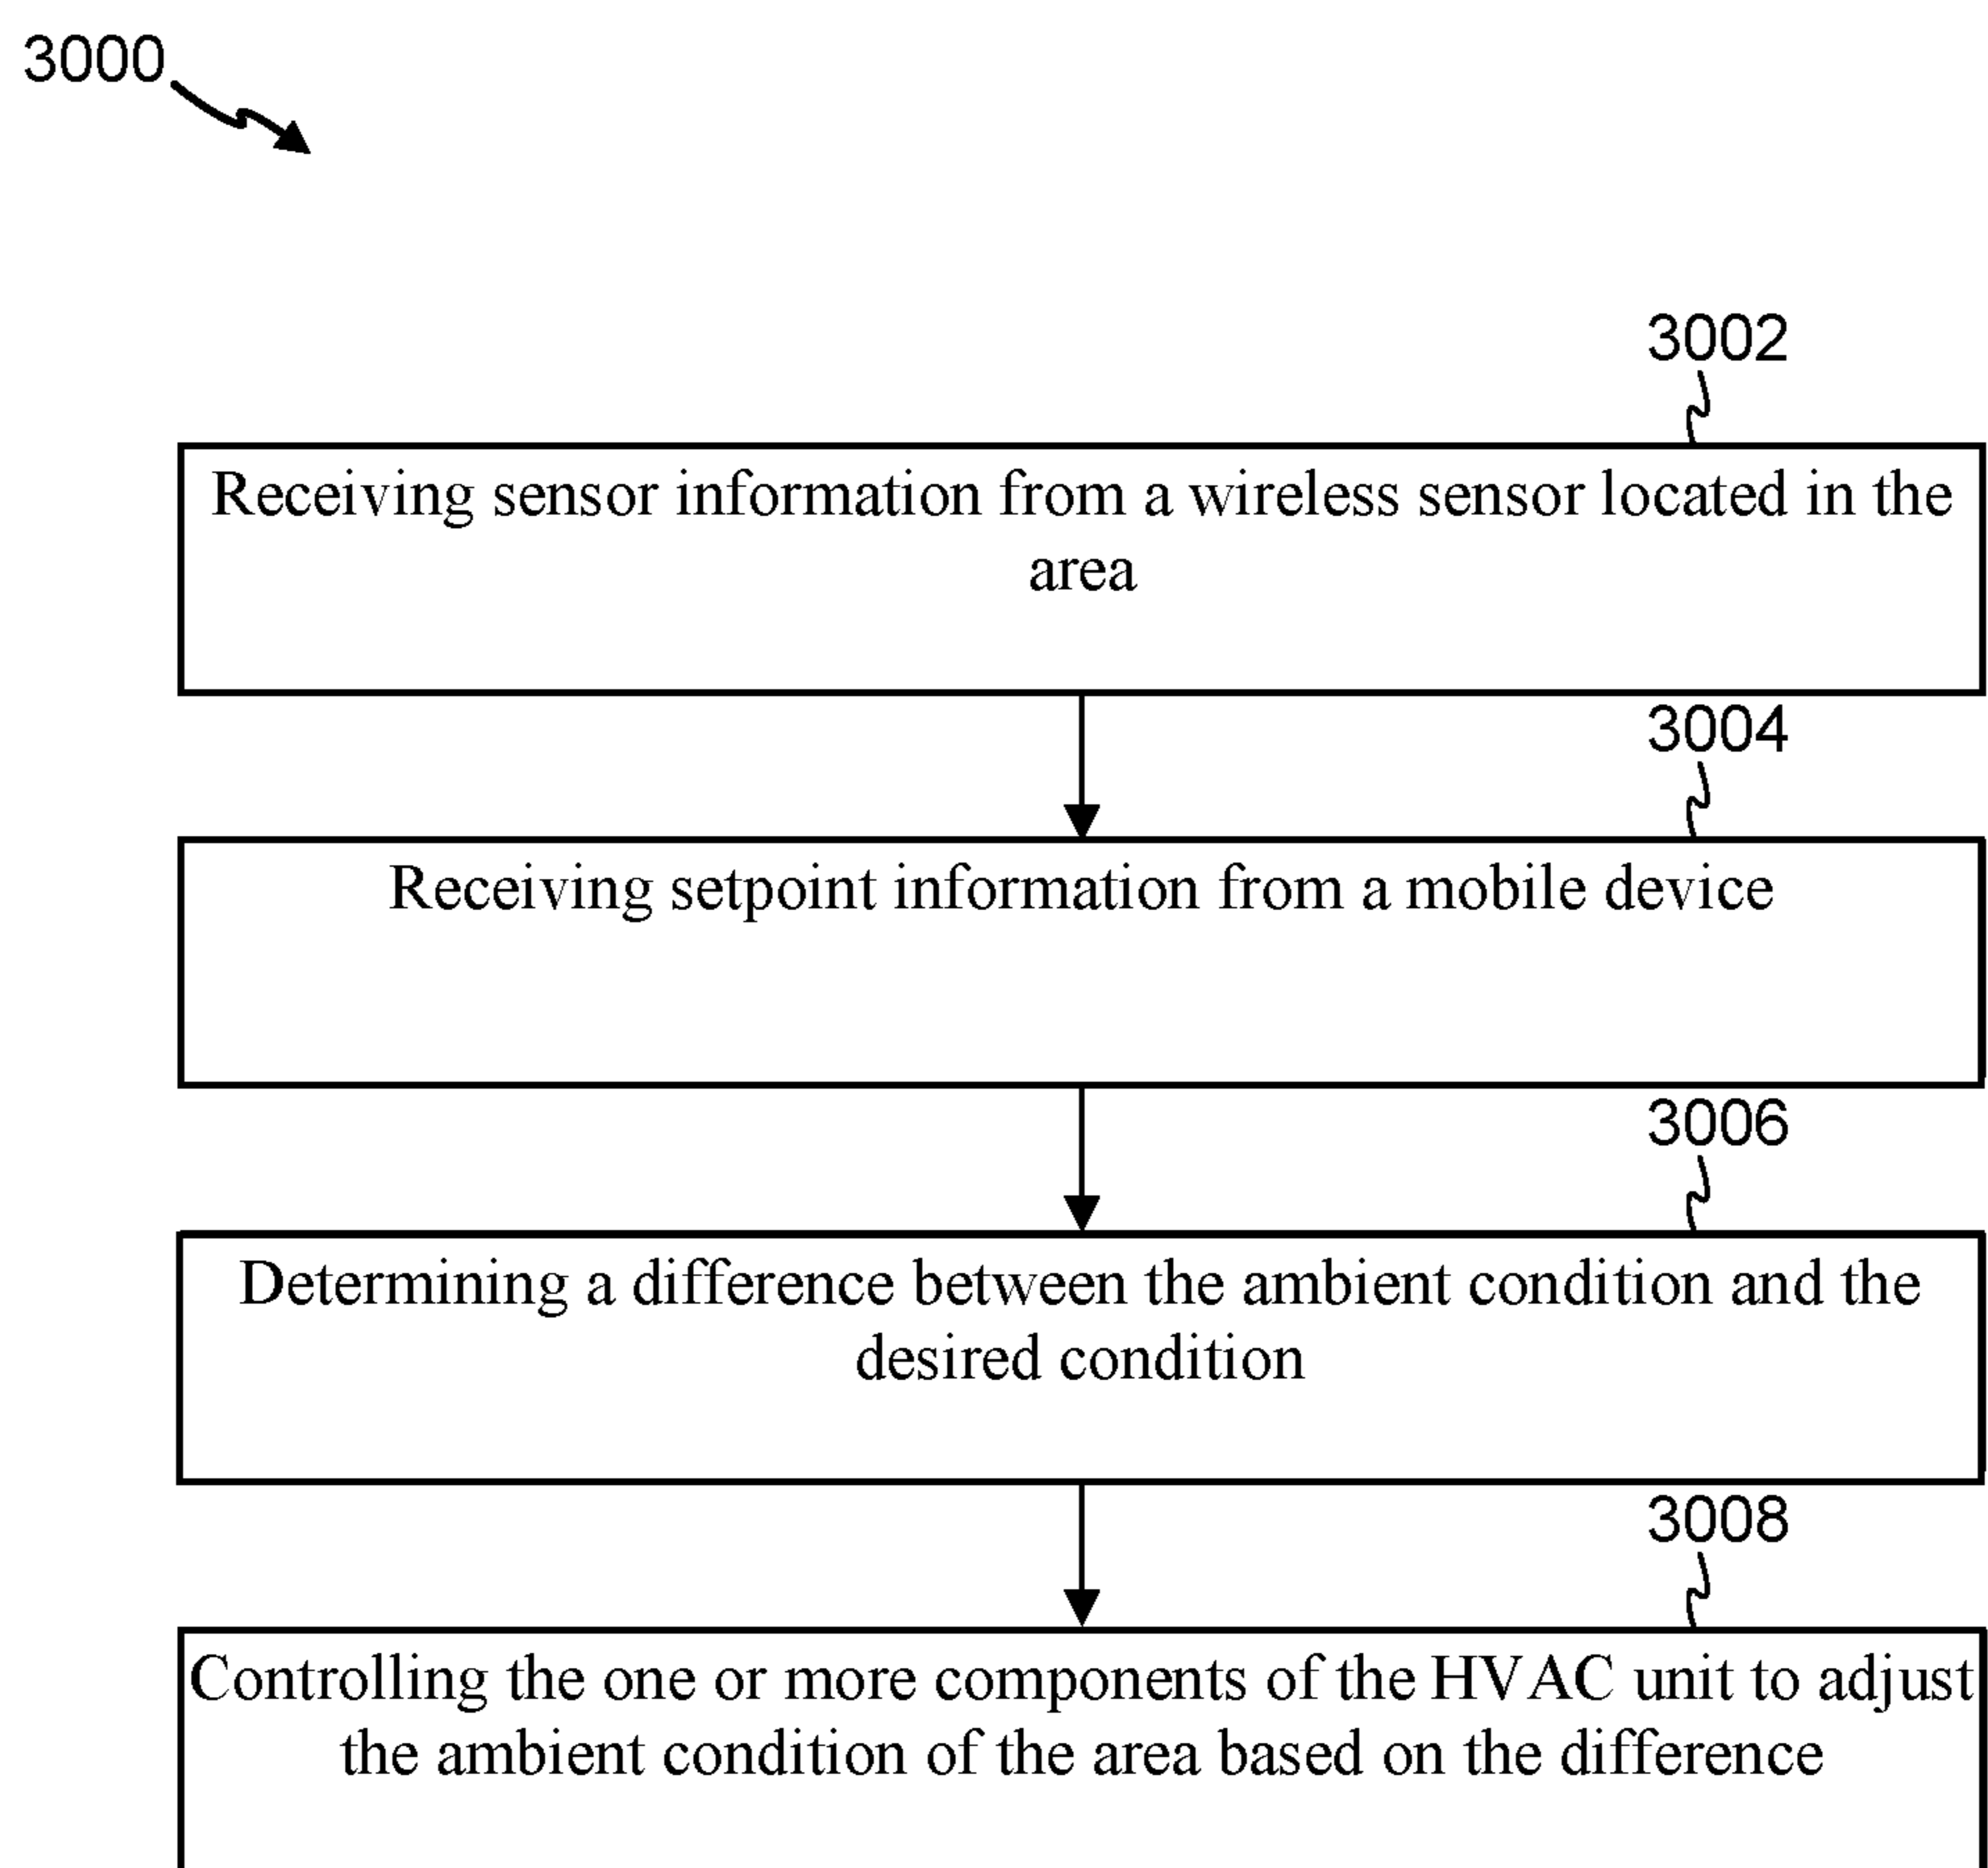 3000
3002
Receiving sensor information from a wireless sensor located in the
area
3004
Receiving setpoint information from a mobile device
3006
Determining a difference between the ambient condition and the
desired condition
3008
Controlling the one or more components of the HVAC unit to adjust
the ambient condition of the area based on the difference